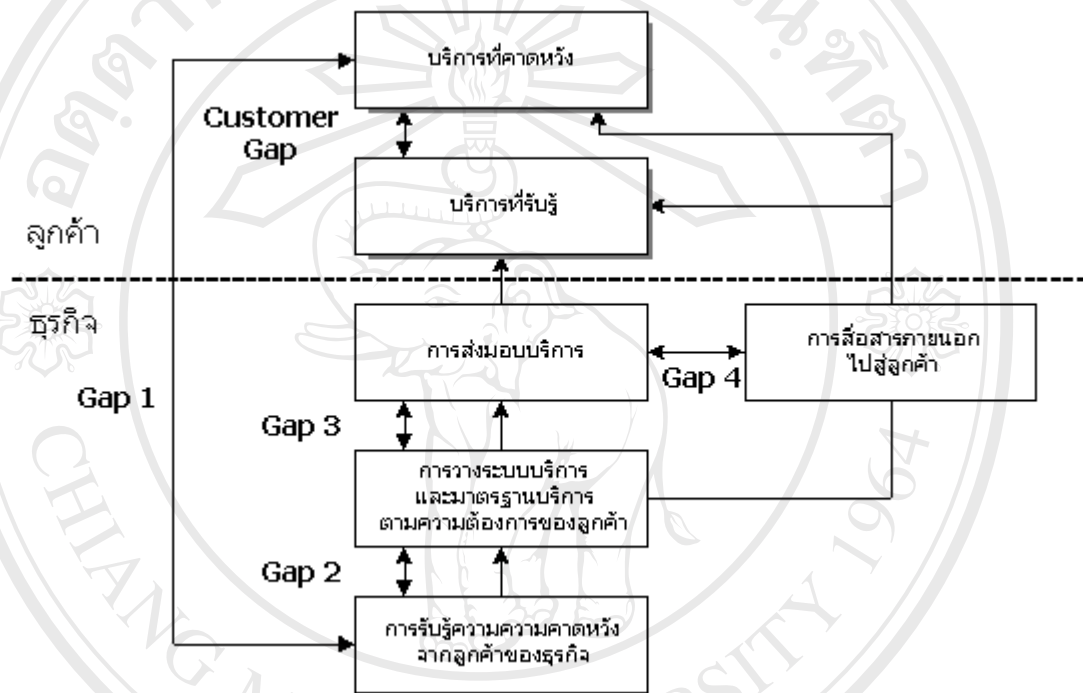 บริการที่คาดหวัง
Customer
Gap
บริการที่รับรู้
ลูกค้า
ธุรกิจ
การส่งมอบบริการ
การสื่อสารภายนอก
ไปสู่ลูกค้า
Gap 4
Gap 1
Gap 3
การวางระบบบริการ
และมาตรฐานบริการ
ตามความต้องการของลูกค้า
Gap 2
การรับรู้ความความคาดหวัง
จากลูกค้าของธุรกิจ
CHIANG
1964